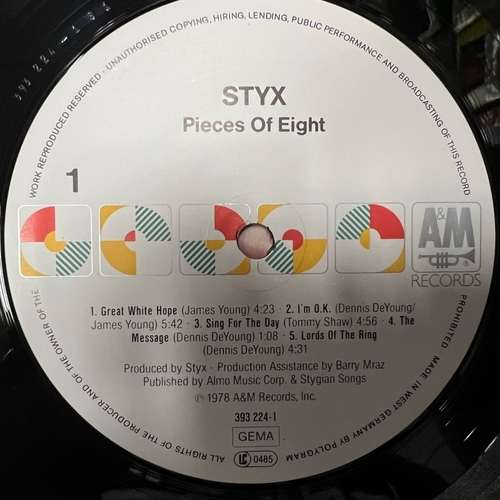 WORK REPRODUCED RESERVED - UNAUTHORISED COPYING, HIRING, LENDING, PUBLIC PERFORMANCE AND BROADCASTING OF THIS RECORD
PROHIBITED. MADE IN WEST GERMANY BY POLYGRAM
ALL RIGHTS OF THE PRODUCER AND OF THE OWNER OF THE
393 224-1
STYX
Pieces Of Eight
1
A&M
RECORDS
1. Great White Hope (James Young) 4:23 · 2. I'm O.K. (Dennis DeYoung/
James Young) 5:42 · 3. Sing For The Day (Tommy Shaw) 4:56 · 4. The
Message (Dennis DeYoung) 1:08 · 5. Lords Of The Ring
(Dennis DeYoung) 4:31
Produced by Styx - Production Assistance by Barry Mraz
Published by Almo Music Corp. & Stygian Songs
℗ 1978 A&M Records, Inc.
393 224-1
GEMA
LC 0485